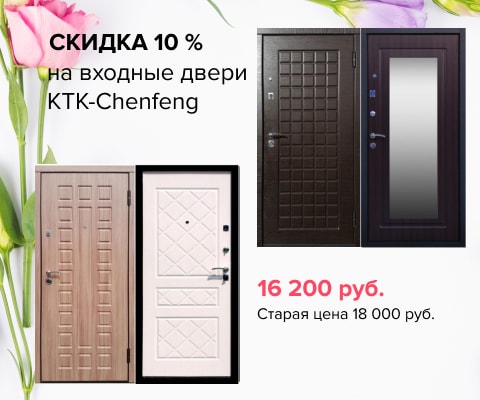 СКИДКА 10 %
на входные двери
KTK-Chenfeng
16 200 руб.
Старая цена 18 000 руб.